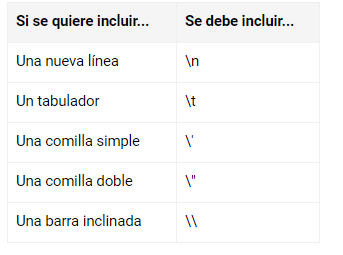 Si se quiere incluir... Se debe incluir...
Una nueva línea \n
Un tabulador \t
Una comilla simple \'
Una comilla doble \"
Una barra inclinada \\